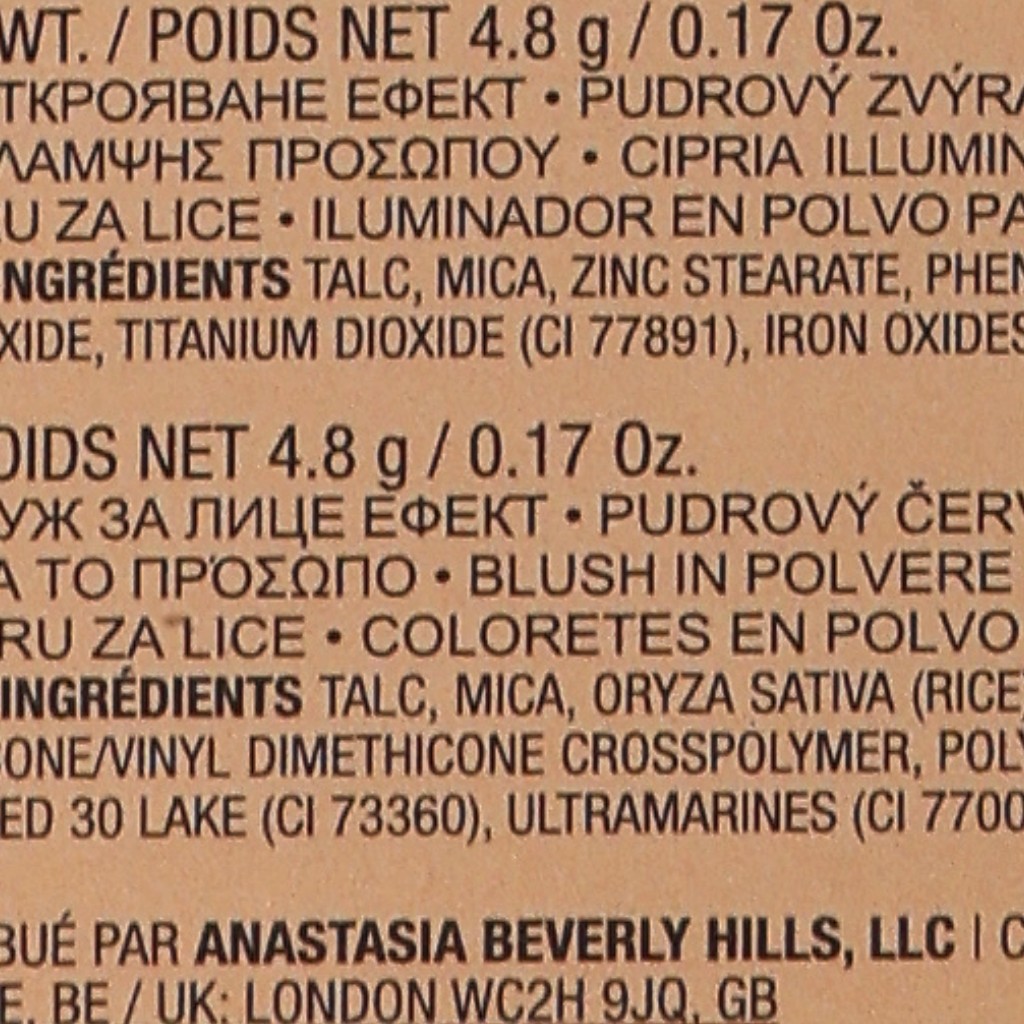 WT. / POIDS NET 4.8 g / 0.17 Oz.
ТКРОЯВАНЕ ЕФЕКТ • PUDROVÝ ZVÝRA
ΛΑΜΨΗΣ ΠΡΟΣΩΠΟΥ • CIPRIA ILLUMIN
RU ZA LICE • ILUMINADOR EN POLVO PA
INGRÉDIENTS TALC, MICA, ZINC STEARATE, PHEN
XIDE, TITANIUM DIOXIDE (CI 77891), IRON OXIDES
OIDS NET 4.8 g / 0.17 Oz.
УЖ ЗА ЛИЦЕ ЕФЕКТ • PUDROVÝ ČERV
Α ΤΟ ΠΡΌΣΩΠΟ • BLUSH IN POLVERE
RU ZA LICE • COLORETES EN POLVO
INGRÉDIENTS TALC, MICA, ORYZA SATIVA (RICE)
CONE/VINYL DIMETHICONE CROSSPOLYMER, POLY
ED 30 LAKE (CI 73360), ULTRAMARINES (CI 7700
BUÉ PAR ANASTASIA BEVERLY HILLS, LLC | C
E, BE / UK: LONDON WC2H 9JQ, GB